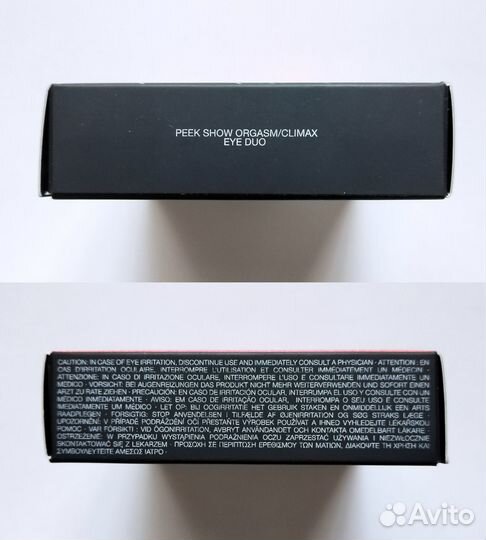 PEEK SHOW ORGASM/CLIMAX
EYE DUO
CAUTION: IN CASE OF EYE IRRITATION, DISCONTINUE USE AND IMMEDIATELY CONSULT A PHYSICIAN · ATTENTION : EN
CAS D'IRRITATION OCULAIRE, INTERROMPRE L'UTILISATION ET CONSULTER IMMÉDIATEMENT UN MÉDECIN ·
ATTENZIONE: IN CASO DI IRRITAZIONE OCULARE, INTERROMPERE L'USO E CONSULTARE IMMEDIATAMENTE UN
MEDICO · VORSICHT: BEI AUGENREIZUNGEN DAS PRODUKT NICHT MEHR WEITERVERWENDEN UND SOFORT EINEN
ARZT ZU RATE ZIEHEN · PRECAUCIÓN: EN CASO DE IRRITACIÓN OCULAR, INTERRUMPA EL USO Y CONSULTE CON UN
MÉDICO INMEDIATAMENTE · AVISO: EM CASO DE IRRITAÇÃO OCULAR, INTERROMPA O SEU USO E CONSULTE
IMEDIATAMENTE UM MÉDICO · LET OP: BIJ OOGIRRITATIE HET GEBRUIK STAKEN EN ONMIDDELLIJK EEN ARTS
RAADPLEGEN · FORSIGTIG: STOP ANVENDELSEN I TILFÆLDE AF ØJENIRRITATION OG SØG STRAKS LÆGE ·
UPOZORNĚNÍ: V PŘÍPADĚ PODRÁŽDĚNÍ OČÍ PŘESTAŇTE VÝROBEK POUŽÍVAT A IHNED VYHLEDEJTE LÉKAŘSKOU
POMOC · VAR FÖRSIKTIG: VID ÖGONIRRITATION, AVBRYT ANVÄNDET OCH KONTAKTA OMEDELBART LÄKARE ·
OSTRZEŻENIE: W PRZYPADKU WYSTĄPIENIA PODRAŻNIENIA OCZU ZAPRZESTAĆ UŻYWANIA I NIEZWŁOCZNIE
SKONTAKTOWAĆ SIĘ Z LEKARZEM · ΠΡΟΣΟΧΗ: ΣΕ ΠΕΡΙΠΤΩΣΗ ΕΡΕΘΙΣΜΟΥ ΤΩΝ ΜΑΤΙΩΝ, ΔΙΑΚΟΨΤΕ ΤΗ ΧΡΗΣΗ ΚΑΙ
ΣΥΜΒΟΥΛΕΥΤΕΙΤΕ ΑΜΕΣΩΣ ΙΑΤΡΟ ·
Avito